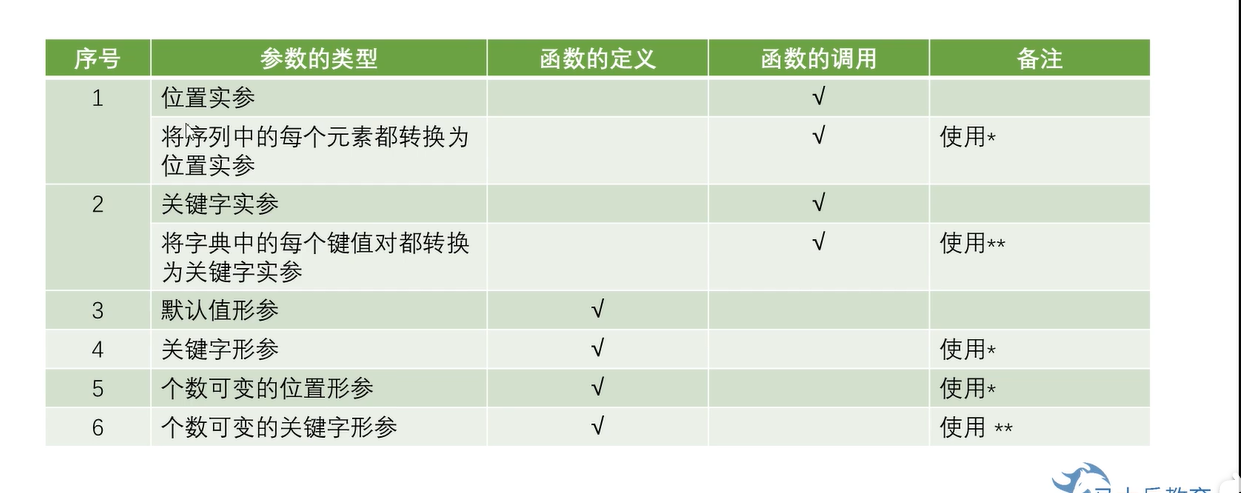 序号 参数的类型 函数的定义 函数的调用 备注
1 位置实参 √
将序列中的每个元素都转换为 √ 使用*
位置实参
2 关键字实参 √
将字典中的每个键值对都转换 √ 使用**
为关键字实参
3 默认值形参 √
4 关键字形参 √ 使用*
5 个数可变的位置形参 √ 使用*
6 个数可变的关键字形参 √ 使用 **